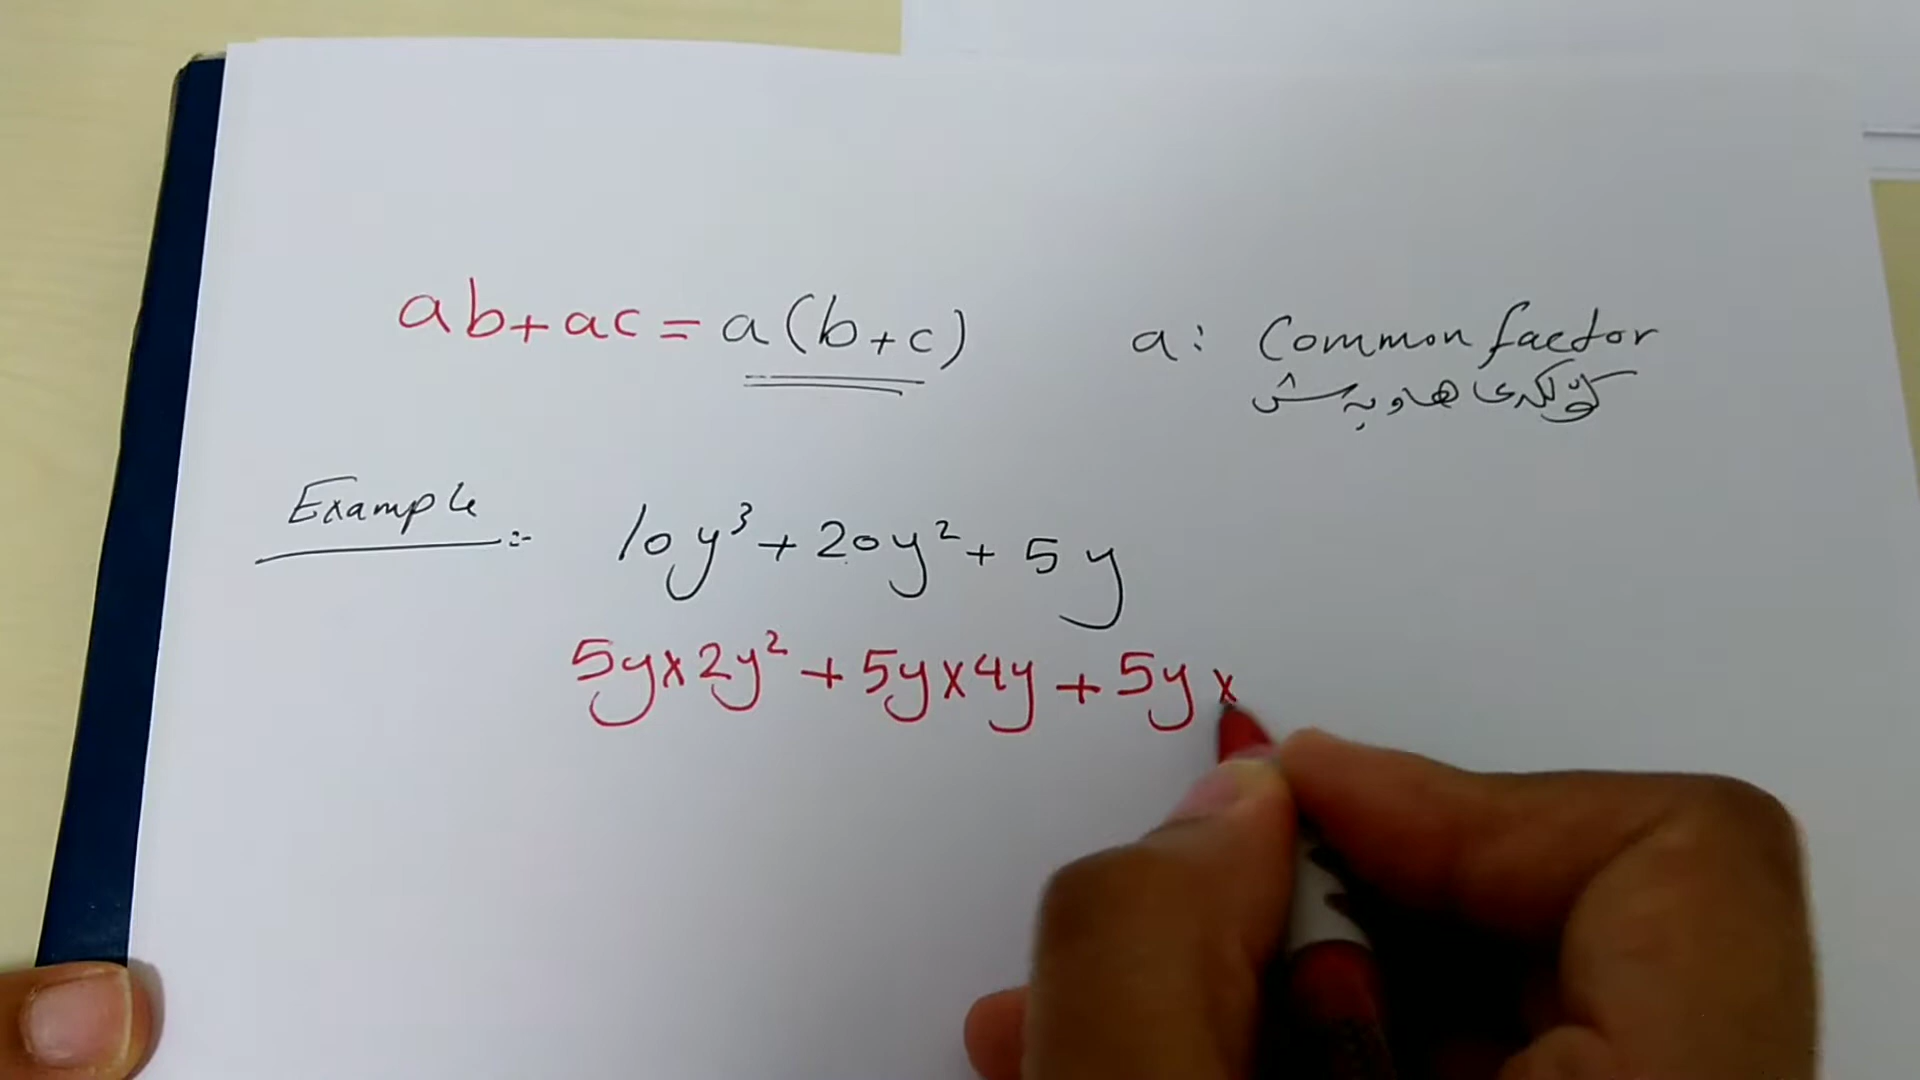 ab+ac = a(b+c)
a: Common factor
کۆلکەی هاوبەش
Example :-
10y³ + 20y² + 5y
5y×2y² + 5y×4y + 5y×